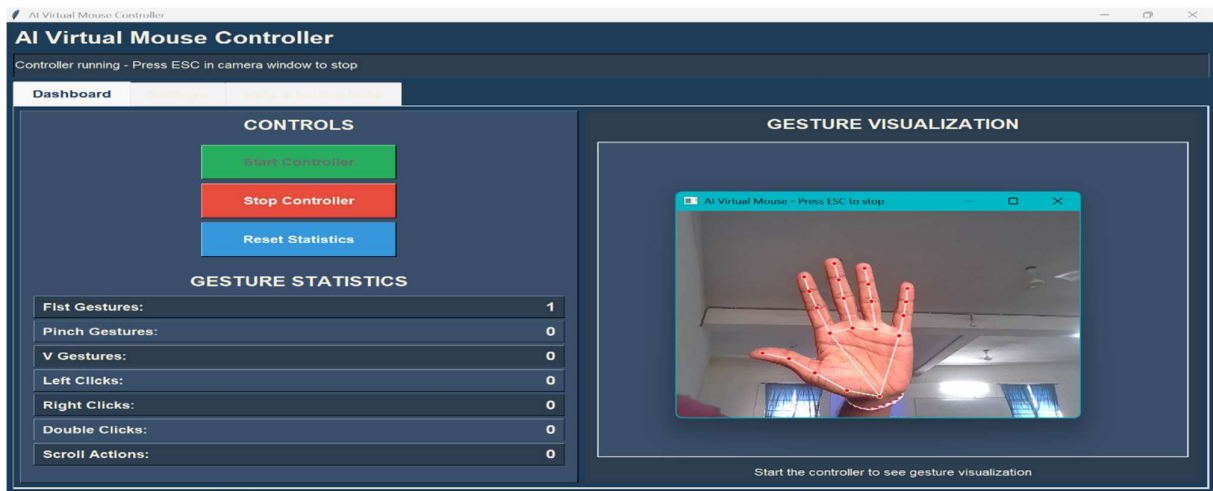 AI Virtual Mouse Controller
AI Virtual Mouse Controller
Controller running - Press ESC in camera window to stop
Dashboard
CONTROLS
Start Controller
Stop Controller
Reset Statistics
GESTURE STATISTICS
Fist Gestures: 1
Pinch Gestures: 0
V Gestures: 0
Left Clicks: 0
Right Clicks: 0
Double Clicks: 0
Scroll Actions: 0
GESTURE VISUALIZATION
AI Virtual Mouse - Press ESC to stop
Start the controller to see gesture visualization